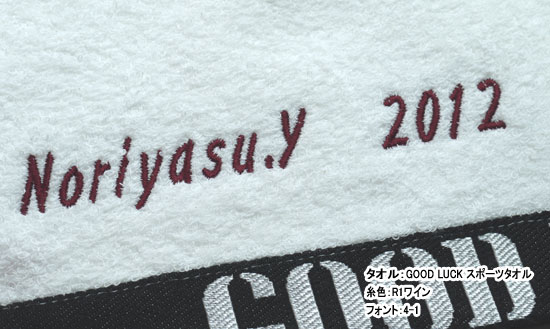 Noriyasu.Y 2012
GOOD
タオル:GOOD LUCK スポーツタオル
糸色:R1ワイン
フォント:4-1